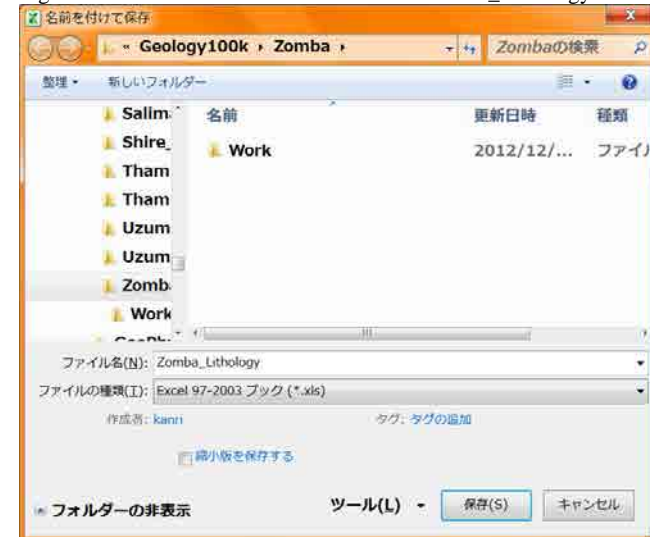 名前を付けて保存
« Geology100k ▸ Zomba ▸ Zombaの検索
整理 ▾ 新しいフォルダー
Salim
Shire_
Tham
Tham
Uzum
Uzum
Zomb
Work
名前 更新日時 種類
Work 2012/12/... ファイル
ファイル名(N): Zomba_Lithology
ファイルの種類(T): Excel 97-2003 ブック (*.xls)
作成者: kanri タグ: タグの追加
縮小版を保存する
フォルダーの非表示 ツール(L) ▾ 保存(S) キャンセル